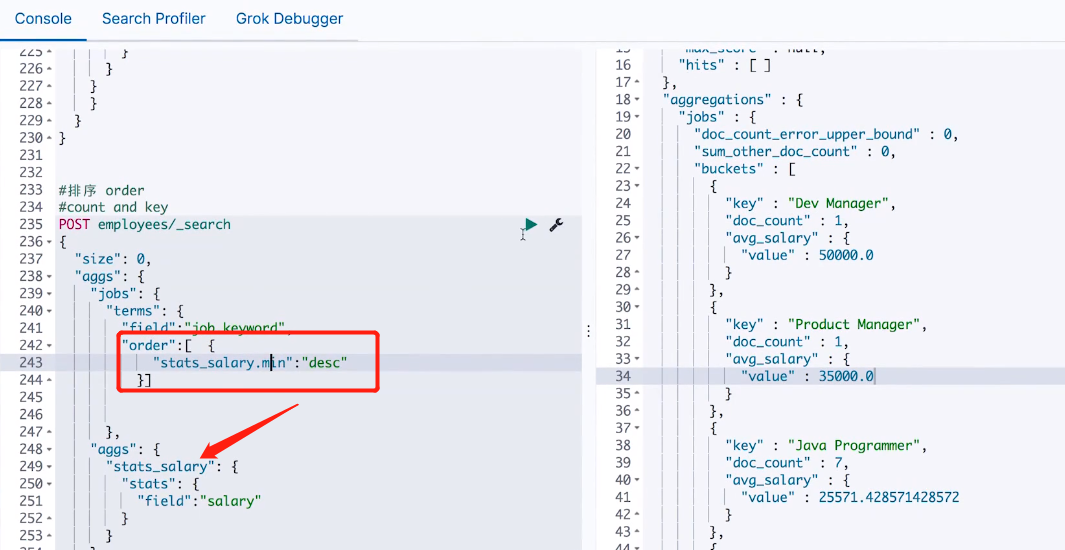 Console Search Profiler Grok Debugger
225 }
226 }
227 }
228 }
229 }
230 }
231
232
233 #排序 order
234 #count and key
235 POST employees/_search
236 {
237 "size": 0,
238 "aggs": {
239 "jobs": {
240 "terms": {
241 "field":"job.keyword",
242 "order":[ {
243 "stats_salary.min":"desc"
244 }]
245
246
247 },
248 "aggs": {
249 "stats_salary": {
250 "stats": {
251 "field":"salary"
252 }
253 }
15 "max_score" : null,
16 "hits" : [ ]
17 },
18 "aggregations" : {
19 "jobs" : {
20 "doc_count_error_upper_bound" : 0,
21 "sum_other_doc_count" : 0,
22 "buckets" : [
23 {
24 "key" : "Dev Manager",
25 "doc_count" : 1,
26 "avg_salary" : {
27 "value" : 50000.0
28 }
29 },
30 {
31 "key" : "Product Manager",
32 "doc_count" : 1,
33 "avg_salary" : {
34 "value" : 35000.0
35 }
36 },
37 {
38 "key" : "Java Programmer",
39 "doc_count" : 7,
40 "avg_salary" : {
41 "value" : 25571.428571428572
42 }
43 },
44 {